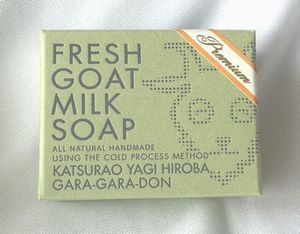 FRESH
GOAT
MILK
SOAP
Premium
ALL NATURAL HANDMADE
USING THE COLD PROCESS METHOD
KATSURAO YAGI HIROBA
GARA-GARA-DON